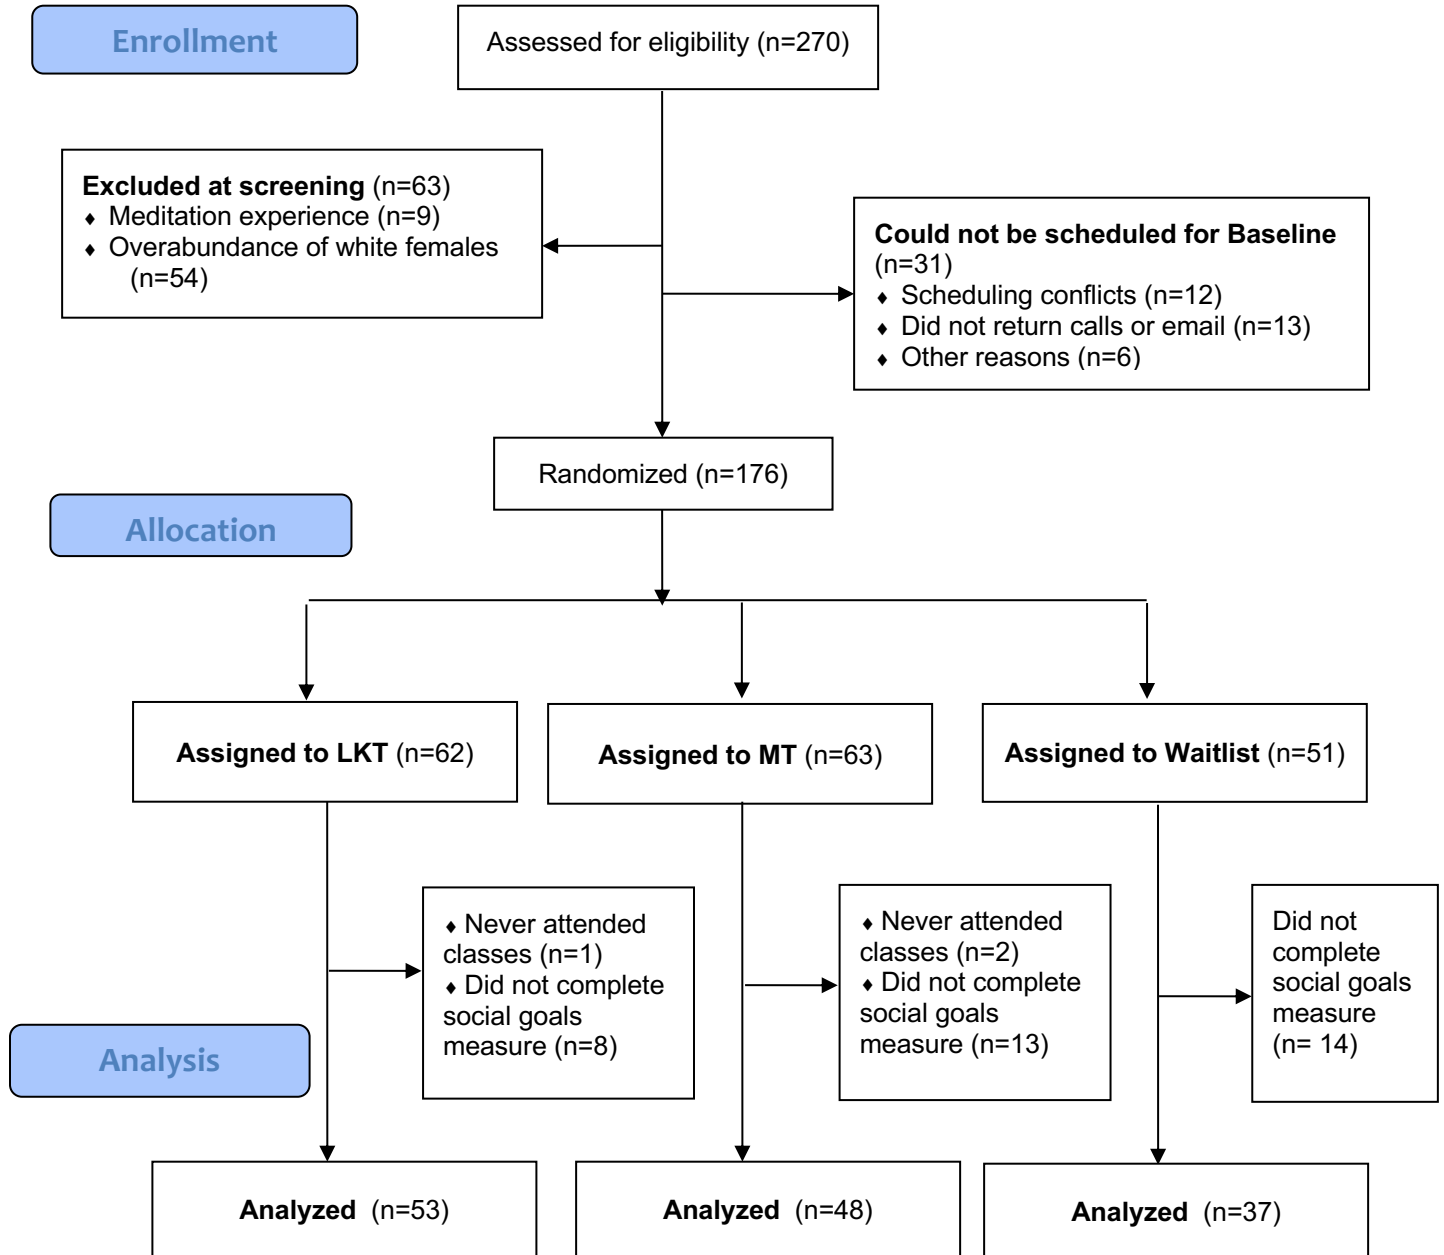 Enrollment
Assessed for eligibility (n=270)
Excluded at screening (n=63)
♦ Meditation experience (n=9)
♦ Overabundance of white females
(n=54)
Could not be scheduled for Baseline
(n=31)
♦ Scheduling conflicts (n=12)
♦ Did not return calls or email (n=13)
♦ Other reasons (n=6)
Randomized (n=176)
Allocation
Assigned to LKT (n=62)
Assigned to MT (n=63)
Assigned to Waitlist (n=51)
♦ Never attended
classes (n=1)
♦ Did not complete
social goals
measure (n=8)
♦ Never attended
classes (n=2)
♦ Did not complete
social goals
measure (n=13)
Did not
complete
social goals
measure
(n= 14)
Analysis
Analyzed (n=53)
Analyzed (n=48)
Analyzed (n=37)